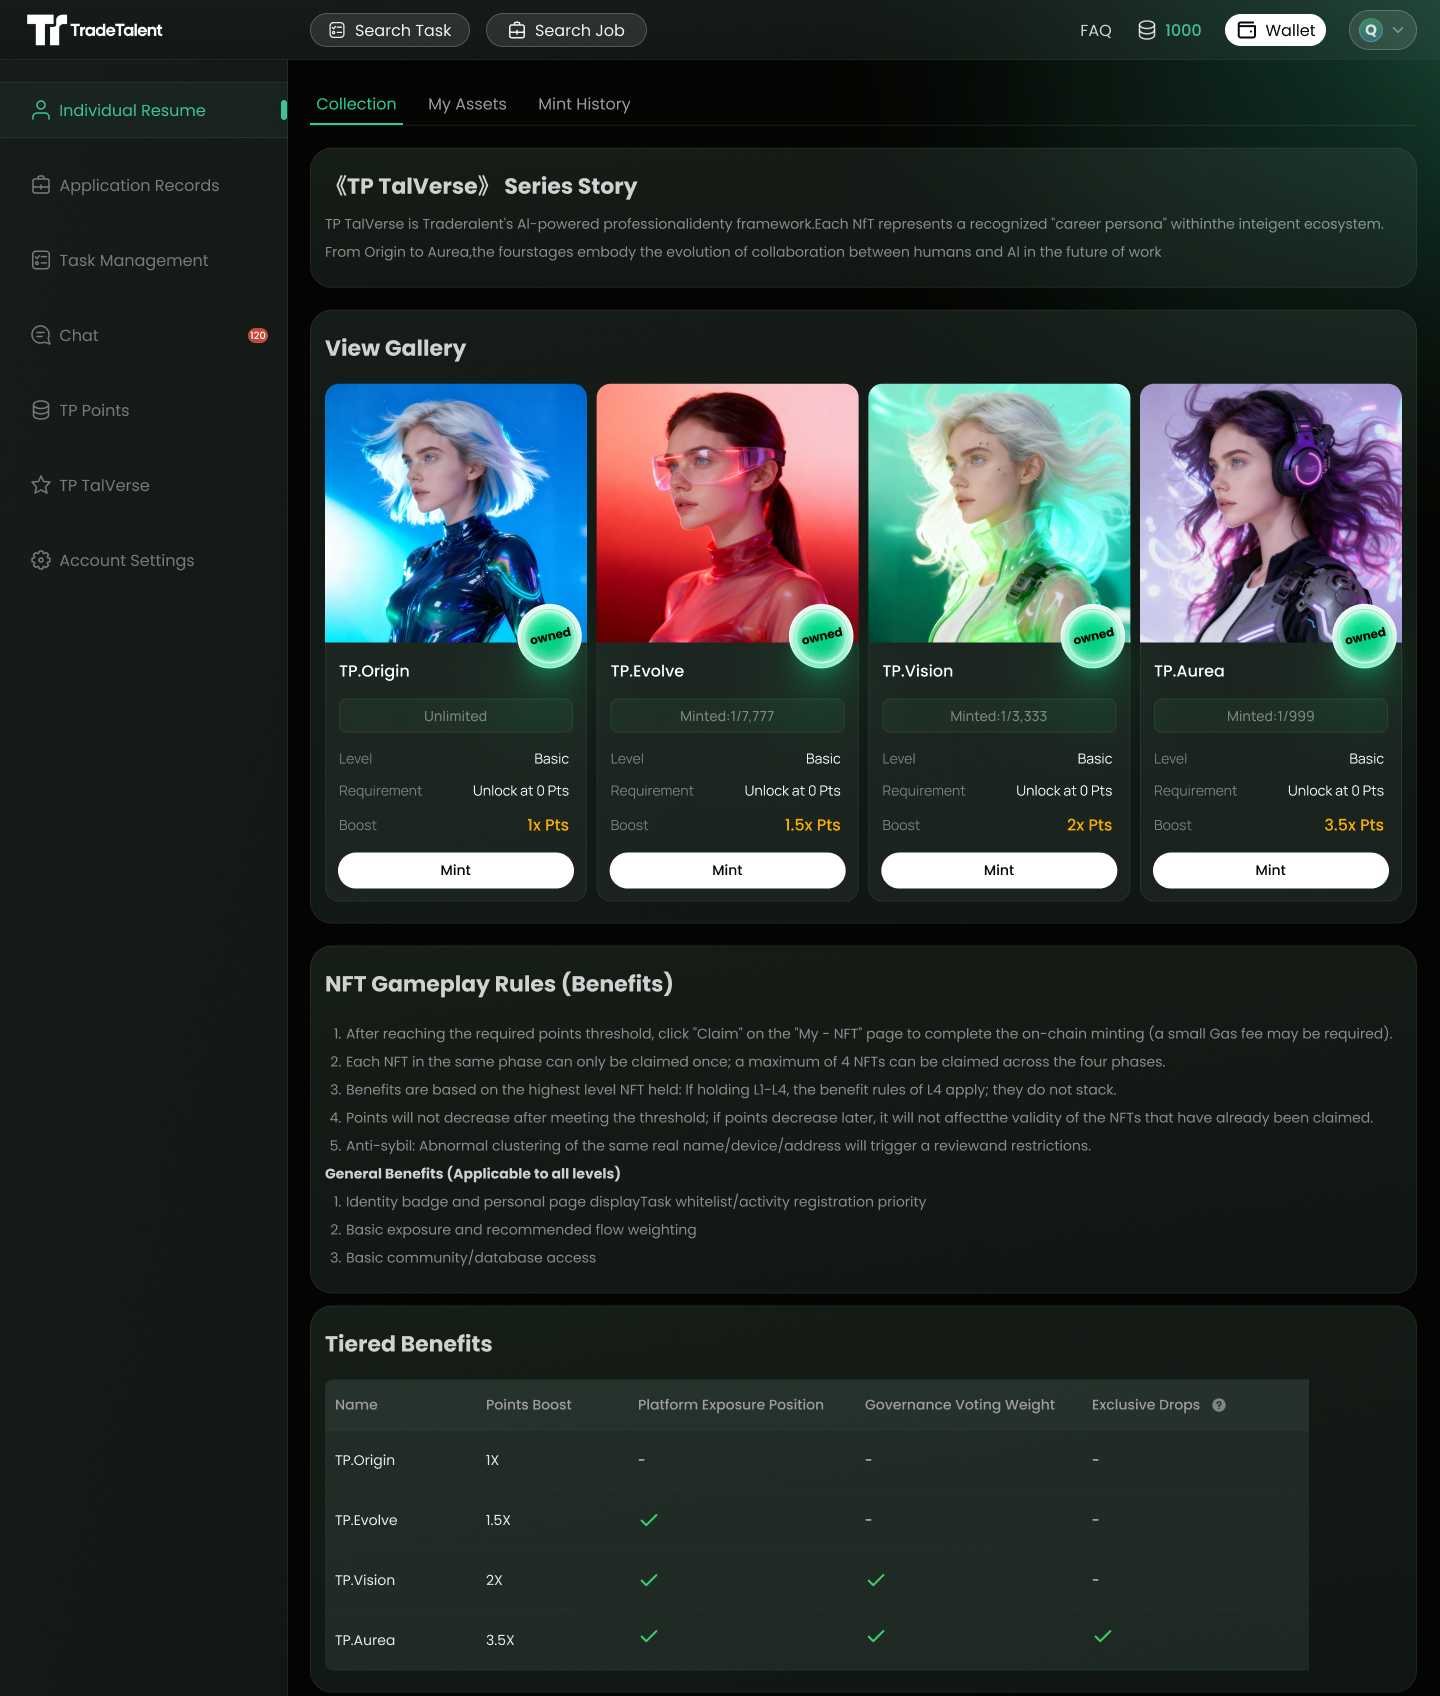 TradeTalent
Search Task
Search Job
FAQ
1000
Wallet
Q
Individual Resume
Application Records
Task Management
Chat
120
TP Points
TP TalVerse
Account Settings
Collection
My Assets
Mint History
《TP TalVerse》 Series Story
TP TalVerse is Traderalent's Al-powered professionalidenty framework.Each NfT represents a recognized "career persona" withinthe inteigent ecosystem.
From Origin to Aurea,the fourstages embody the evolution of collaboration between humans and Al in the future of work
View Gallery
owned
owned
owned
owned
TP.Origin
TP.Evolve
TP.Vision
TP.Aurea
Unlimited
Minted:1/7,777
Minted:1/3,333
Minted:1/999
Level Basic
Level Basic
Level Basic
Level Basic
Requirement Unlock at 0 Pts
Requirement Unlock at 0 Pts
Requirement Unlock at 0 Pts
Requirement Unlock at 0 Pts
Boost 1x Pts
Boost 1.5x Pts
Boost 2x Pts
Boost 3.5x Pts
Mint
Mint
Mint
Mint
NFT Gameplay Rules (Benefits)
1. After reaching the required points threshold, click "Claim" on the "My - NFT" page to complete the on-chain minting (a small Gas fee may be required).
2. Each NFT in the same phase can only be claimed once; a maximum of 4 NFTs can be claimed across the four phases.
3. Benefits are based on the highest level NFT held: lf holding L1-L4, the benefit rules of L4 apply; they do not stack.
4. Points will not decrease after meeting the threshold; if points decrease later, it will not affectthe validity of the NFTs that have already been claimed.
5. Anti-sybil: Abnormal clustering of the same real name/device/address will trigger a reviewand restrictions.
General Benefits (Applicable to all levels)
1. Identity badge and personal page displayTask whitelist/activity registration priority
2. Basic exposure and recommended flow weighting
3. Basic community/database access
Tiered Benefits
Name Points Boost Platform Exposure Position Governance Voting Weight Exclusive Drops ?
TP.Origin 1X - - -
TP.Evolve 1.5X ✓ - -
TP.Vision 2X ✓ ✓ -
TP.Aurea 3.5X ✓ ✓ ✓